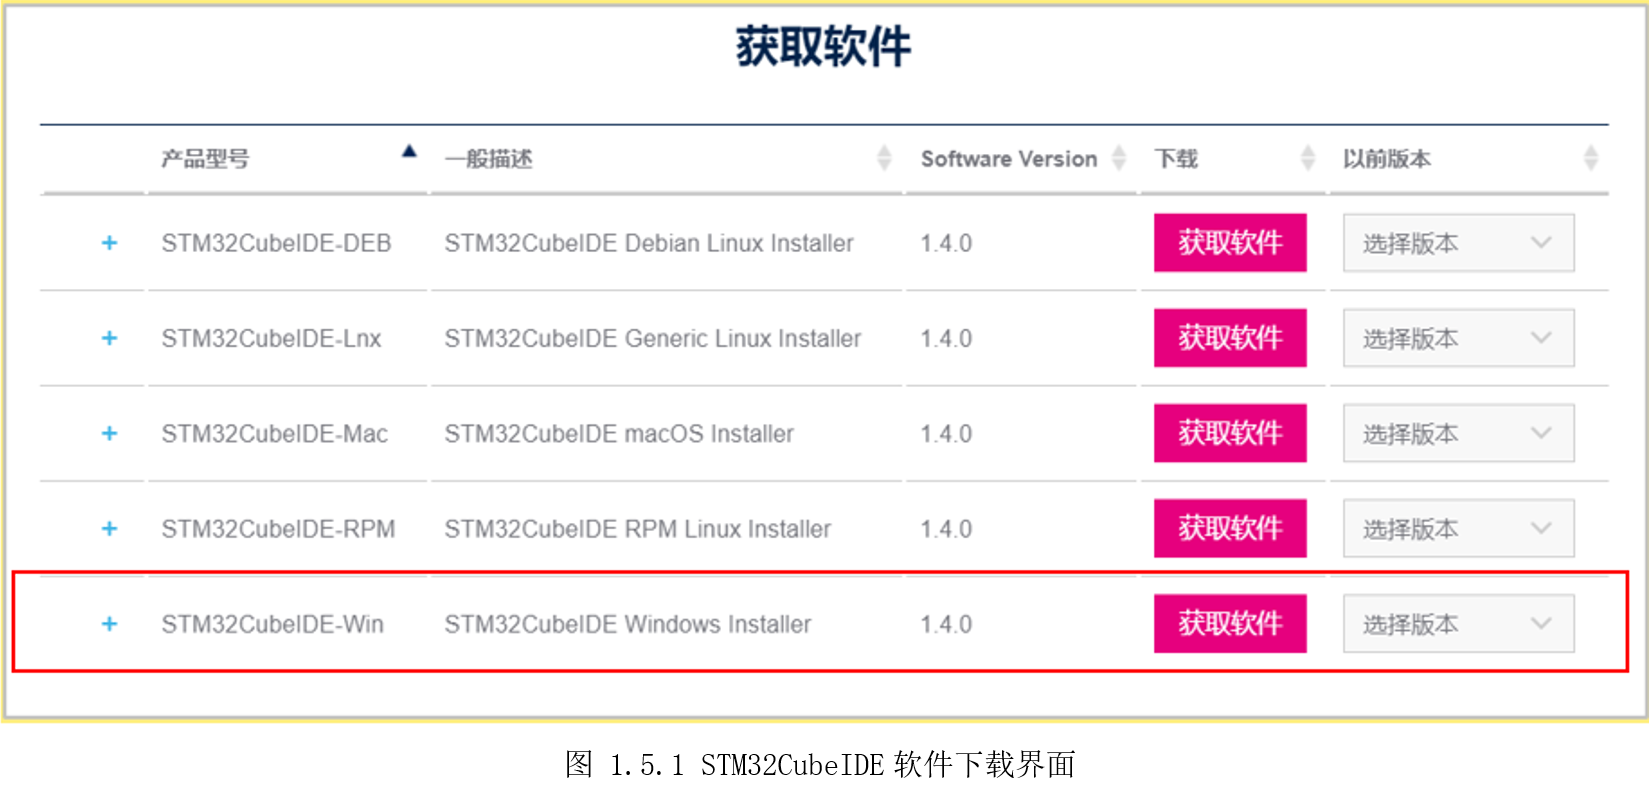 获取软件
产品型号 一般描述 Software Version 下载 以前版本
+ STM32CubeIDE-DEB STM32CubeIDE Debian Linux Installer 1.4.0 获取软件 选择版本
+ STM32CubeIDE-Lnx STM32CubeIDE Generic Linux Installer 1.4.0 获取软件 选择版本
+ STM32CubeIDE-Mac STM32CubeIDE macOS Installer 1.4.0 获取软件 选择版本
+ STM32CubeIDE-RPM STM32CubeIDE RPM Linux Installer 1.4.0 获取软件 选择版本
+ STM32CubeIDE-Win STM32CubeIDE Windows Installer 1.4.0 获取软件 选择版本
图 1.5.1 STM32CubeIDE 软件下载界面